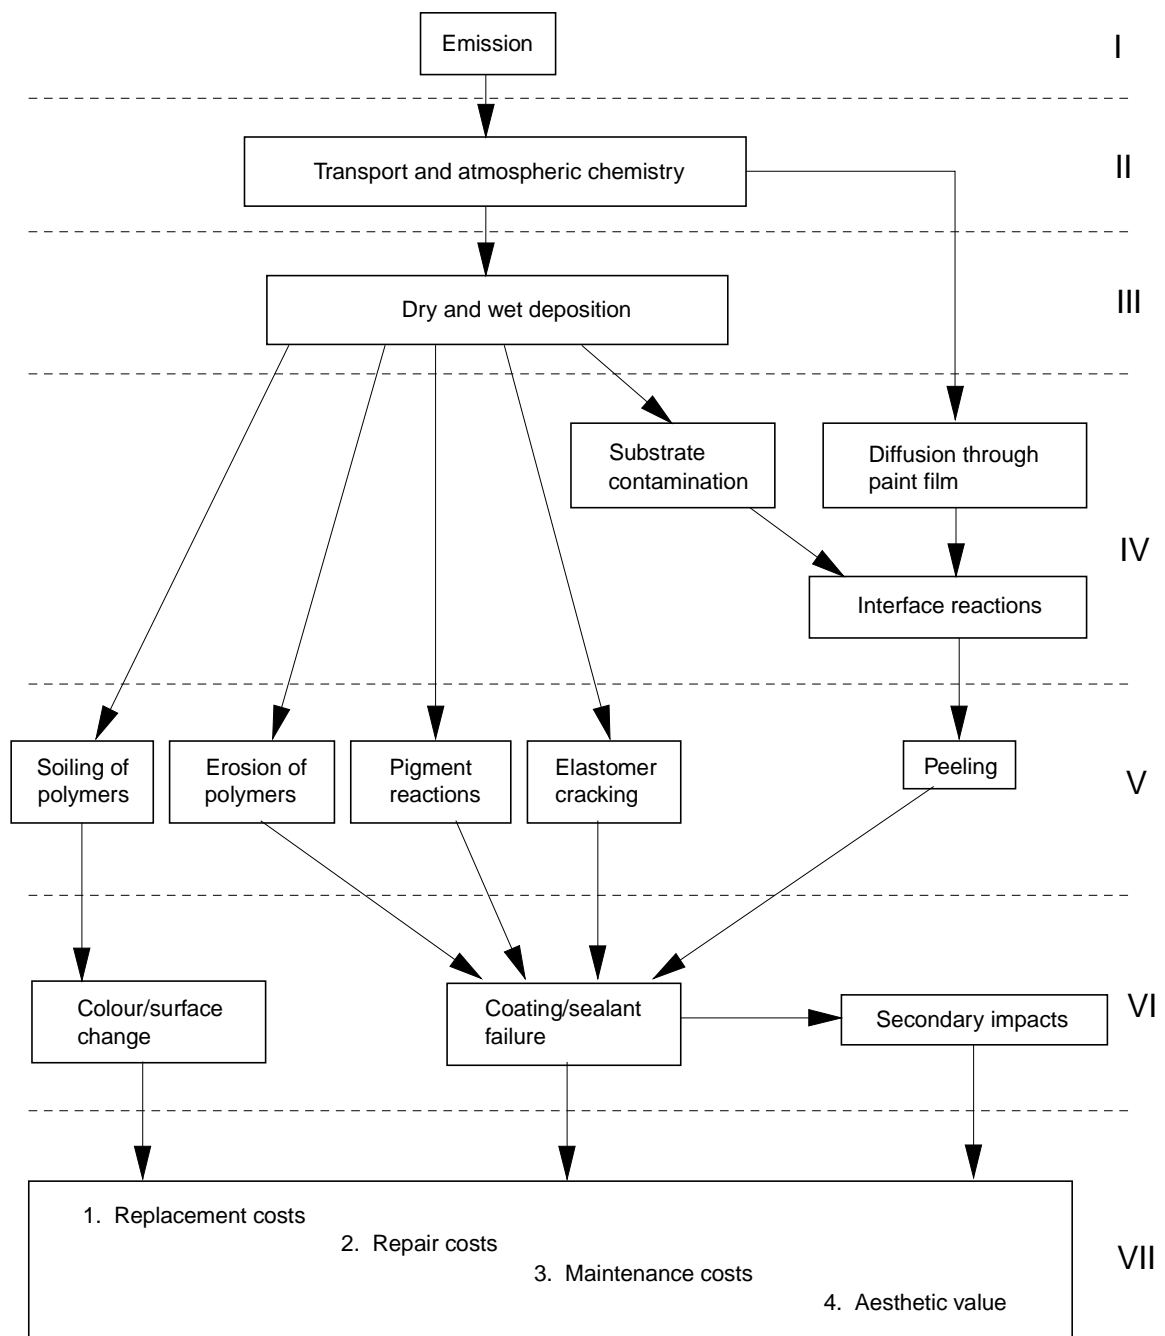 Emission
I
Transport and atmospheric chemistry
II
Dry and wet deposition
III
Substrate
contamination
Diffusion through
paint film
IV
Interface reactions
Soiling of
polymers
Erosion of
polymers
Pigment
reactions
Elastomer
cracking
Peeling
V
Colour/surface
change
Coating/sealant
failure
Secondary impacts
VI
1. Replacement costs
2. Repair costs
3. Maintenance costs
4. Aesthetic value
VII